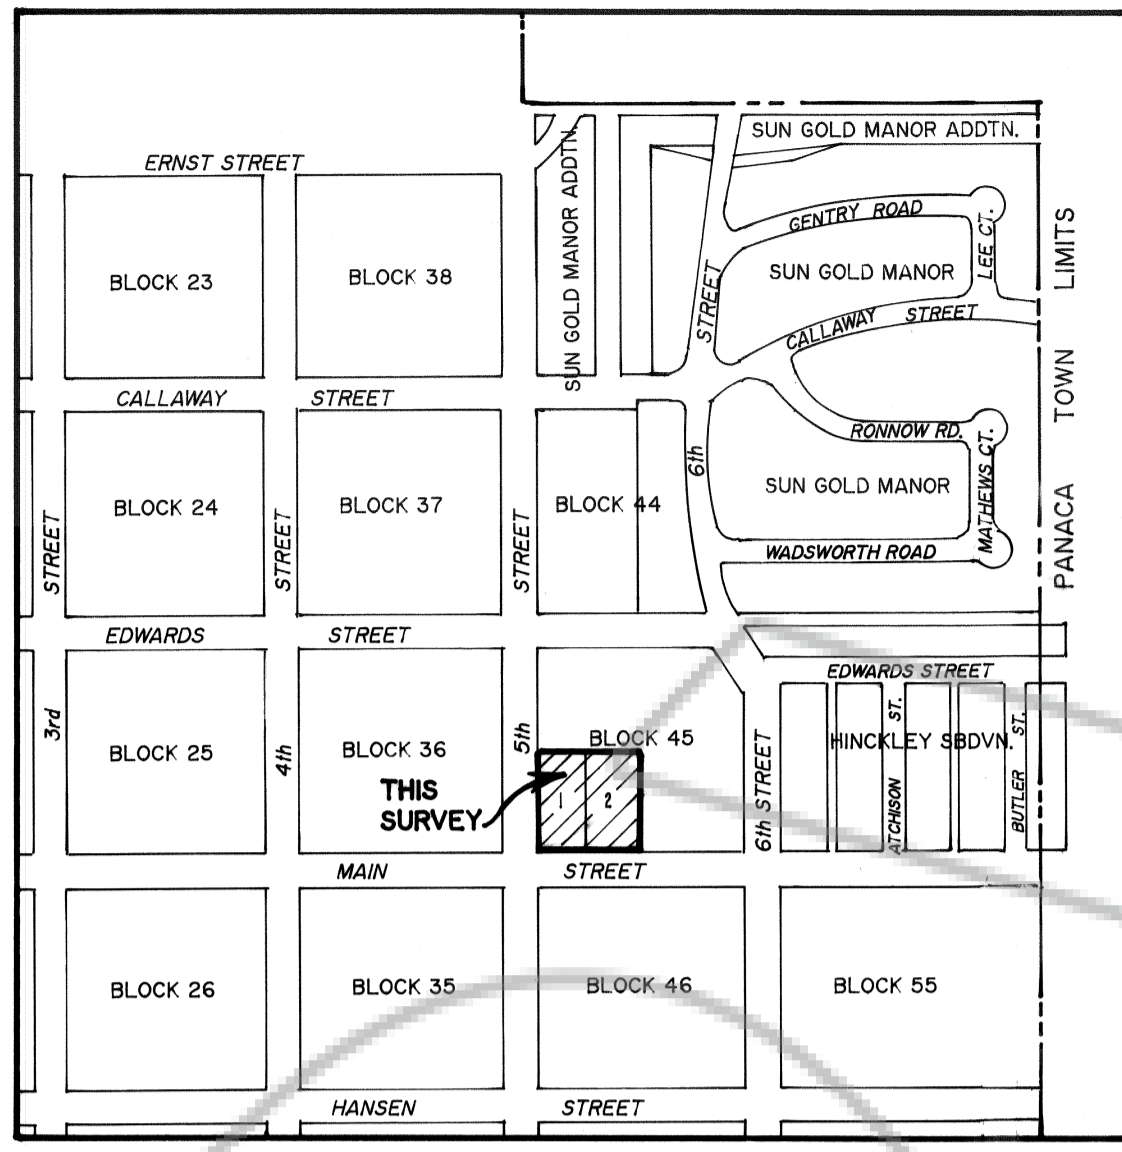 SUN GOLD MANOR ADDTN.
ERNST STREET
SUN GOLD MANOR ADDTN.
GENTRY ROAD
LEE CT.
BLOCK 23
BLOCK 38
SUN GOLD MANOR
STREET
CALLAWAY STREET
PANACA TOWN LIMITS
CALLAWAY STREET
RONNOW RD.
MATHEWS CT.
6th
BLOCK 24
BLOCK 37
BLOCK 44
SUN GOLD MANOR
STREET
STREET
STREET
WADSWORTH ROAD
EDWARDS STREET
EDWARDS STREET
3rd
4th
5th
BLOCK 25
BLOCK 36
BLOCK 45
6th STREET
HINCKLEY SBDVN.
ATCHISON ST.
BUTLER ST.
THIS
SURVEY
1
2
MAIN STREET
BLOCK 26
BLOCK 35
BLOCK 46
BLOCK 55
HANSEN STREET